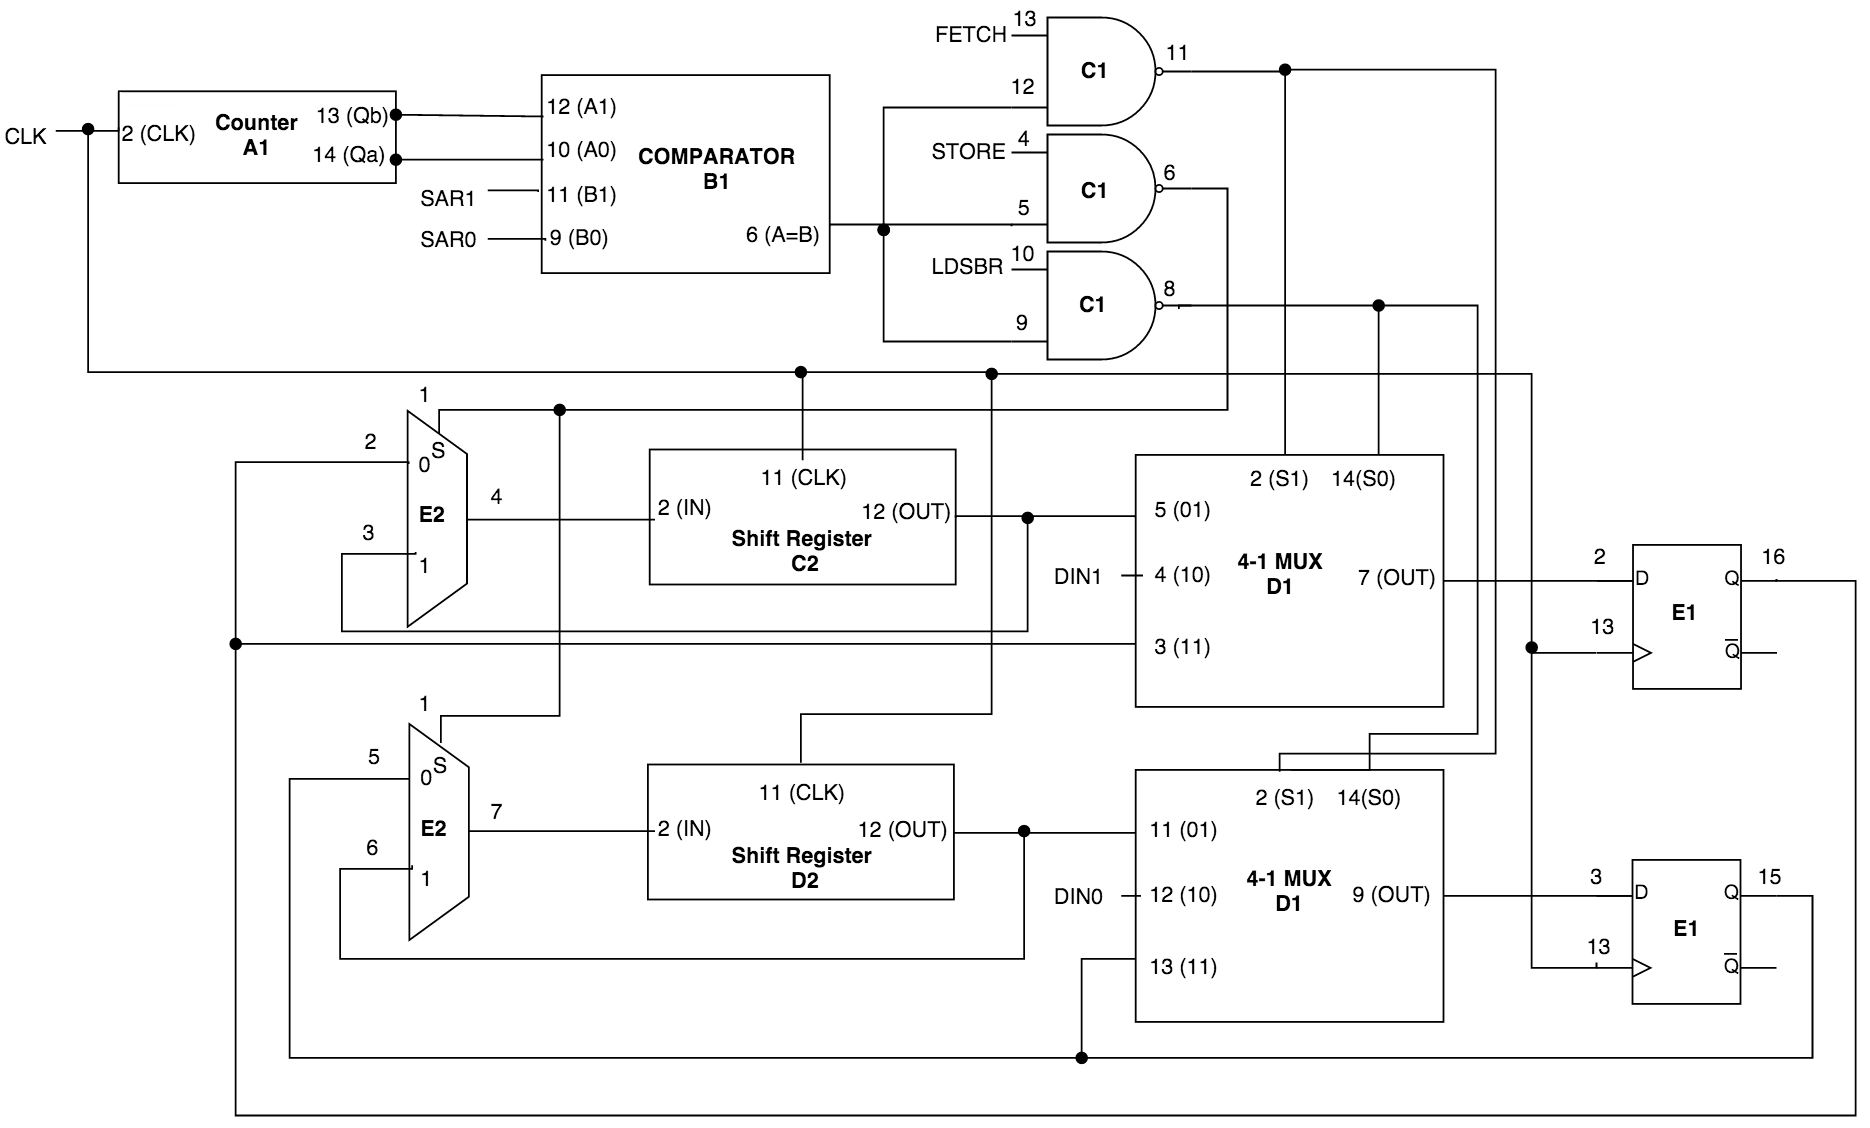 CLK
2 (CLK)
Counter
A1
13 (Qb)
14 (Qa)
SAR1
SAR0
12 (A1)
10 (A0)
11 (B1)
9 (B0)
COMPARATOR
B1
6 (A=B)
FETCH
13
12
C1
11
STORE
4
5
C1
6
LDSBR
10
9
C1
8
1
2
S
0
E2
3
1
4
2 (IN)
11 (CLK)
12 (OUT)
Shift Register
C2
2 (S1)
14(S0)
5 (01)
DIN1
4 (10)
3 (11)
4-1 MUX
D1
7 (OUT)
2
D
Q
16
E1
13
Q
1
5
S
0
E2
6
1
7
2 (IN)
11 (CLK)
12 (OUT)
Shift Register
D2
2 (S1)
14(S0)
11 (01)
DIN0
12 (10)
13 (11)
4-1 MUX
D1
9 (OUT)
3
D
Q
15
E1
13
Q